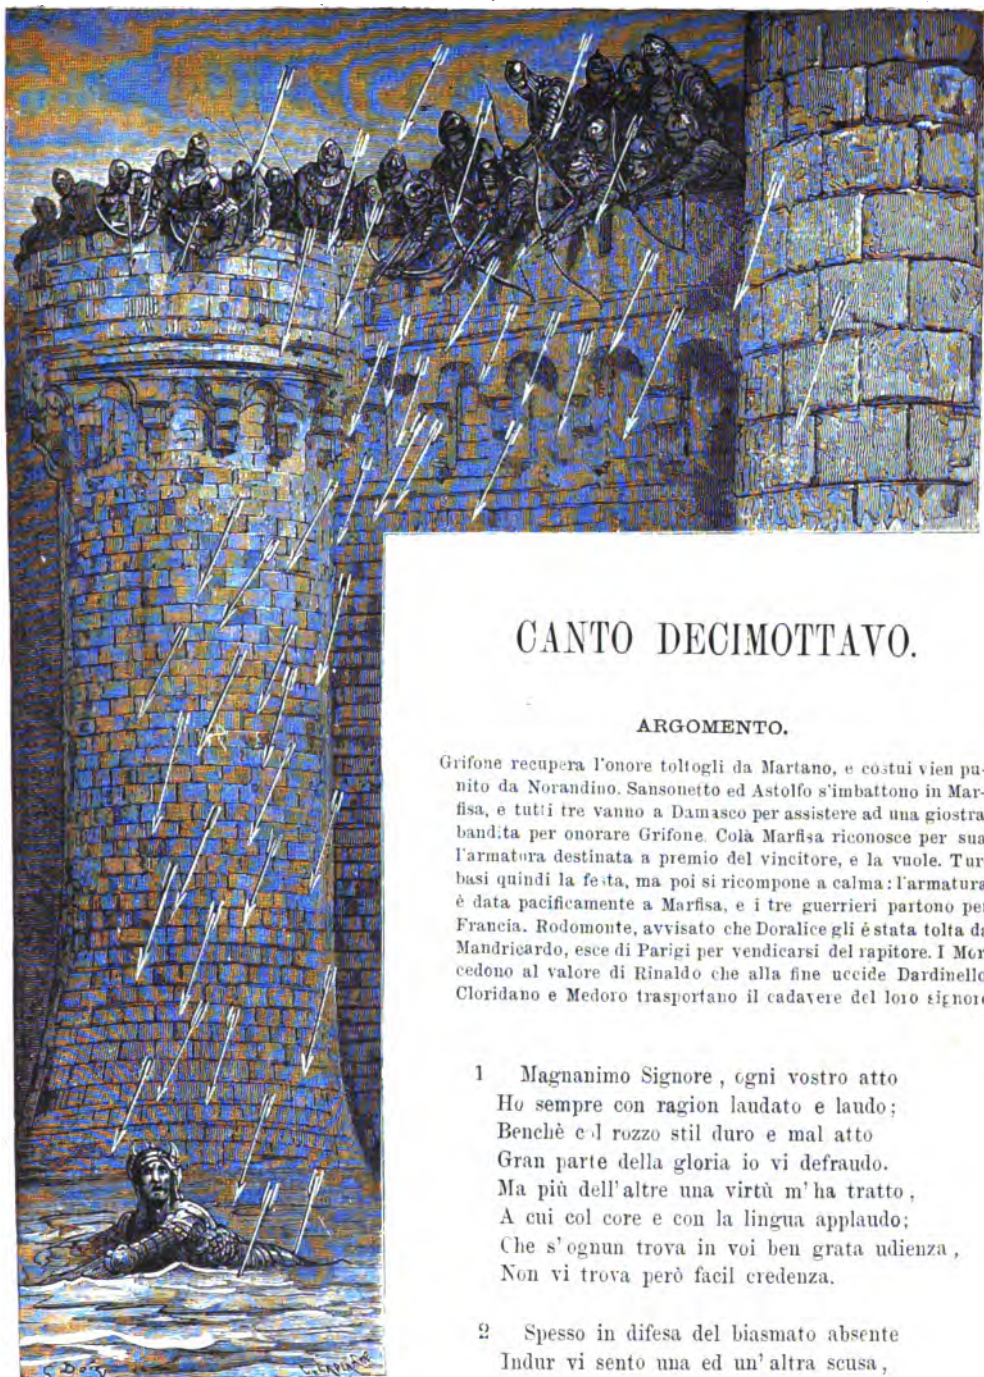 CANTO DECIMOTTAVO.
ARGOMENTO.
Grifone recupera l'onore toltogli da Martano, e costui vien pu-
nito da Norandino. Sansonetto ed Astolfo s'imbattono in Mar-
fisa, e tutti tre vanno a Damasco per assistere ad una giostra
bandita per onorare Grifone. Colà Marfisa riconosce per sua
l'armatura destinata a premio del vincitore, e la vuole. Tur
basi quindi la festa, ma poi si ricompone a calma: l'armatura
è data pacificamente a Marfisa, e i tre guerrieri partono pe
Francia. Rodomonte, avvisato che Doralice gli è stata tolta da
Mandricardo, esce di Parigi per vendicarsi del rapitore. I Mor
cedono al valore di Rinaldo che alla fine uccide Dardinello
Cloridano e Medoro trasportano il cadavere del loro signore
1 Magnanimo Signore, ogni vostro atto
Ho sempre con ragion laudato e laudo;
Benchè col rozzo stil duro e mal atto
Gran parte della gloria io vi defraudo.
Ma più dell'altre una virtù m'ha tratto,
A cui col core e con la lingua applaudo;
Che s'ognun trova in voi ben grata udienza,
Non vi trova però facil credenza.
2 Spesso in difesa del biasmato absente
Indur vi sento una ed un'altra scusa,
G. Doré